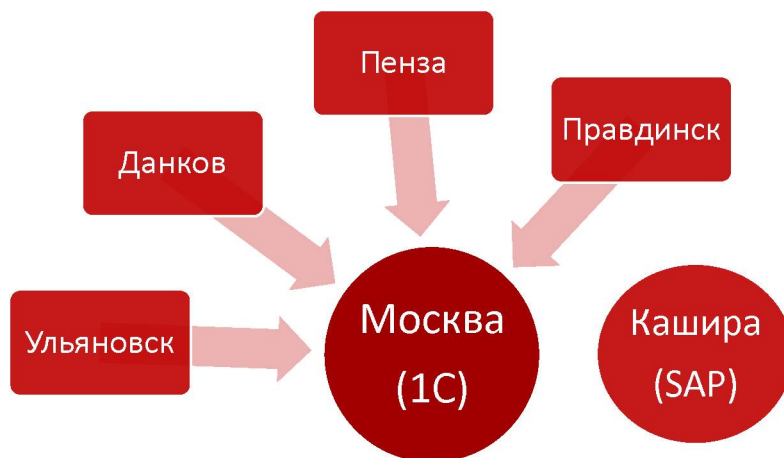 Пенза
Правдинск
Данков
Ульяновск
Москва
(1С)
Кашира
(SAP)